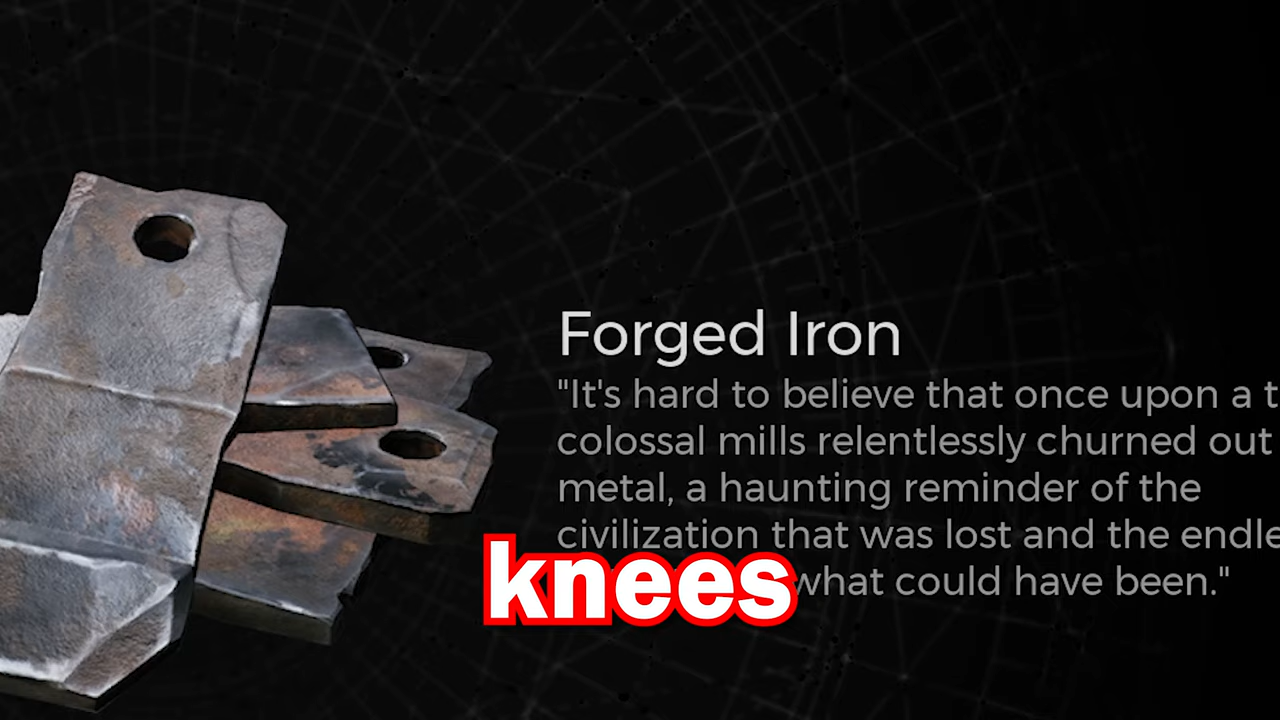 Forged Iron
"It's hard to believe that once upon a t
colossal mills relentlessly churned out
metal, a haunting reminder of the
civilization that was lost and the endle
what could have been."
knees